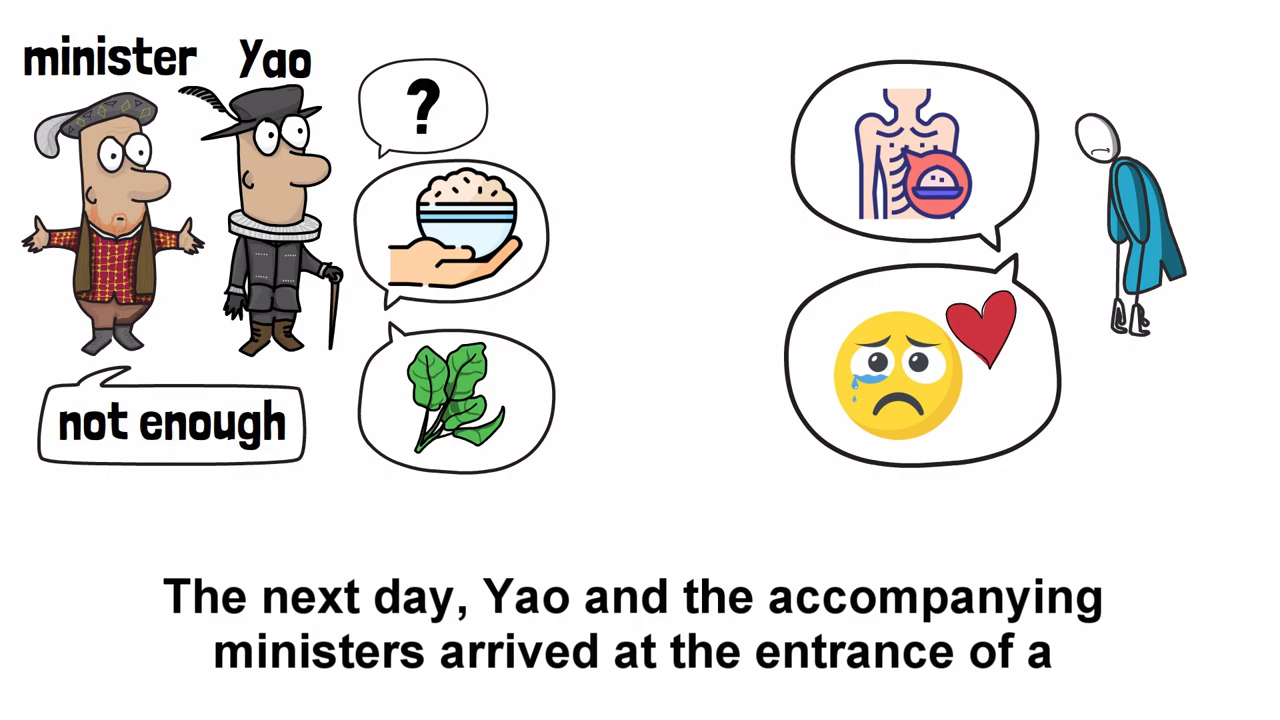 minister Yao
?
not enough
The next day, Yao and the accompanying
ministers arrived at the entrance of a